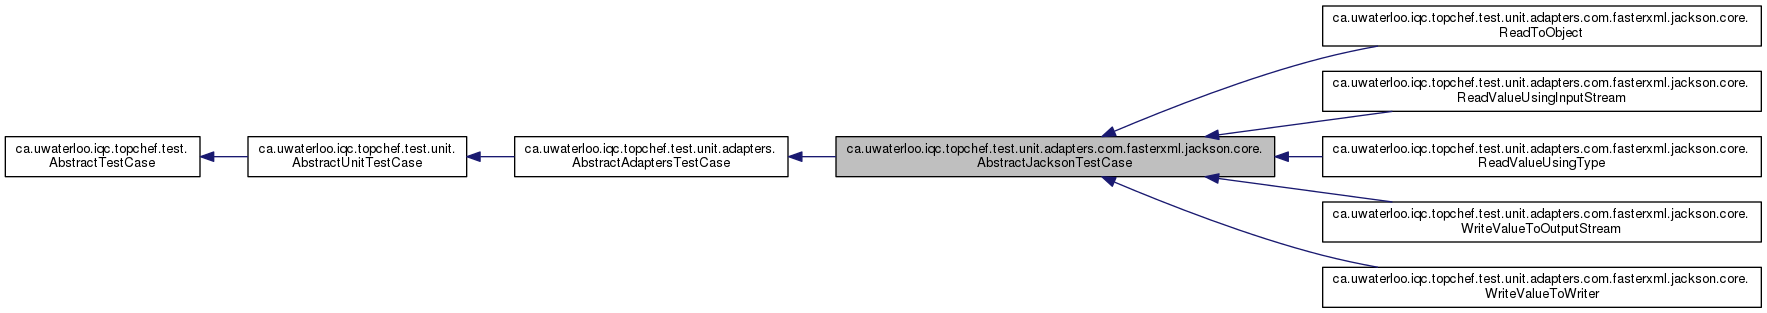 ca.uwaterloo.iqc.topchef.test.
AbstractTestCase
ca.uwaterloo.iqc.topchef.test.unit.
AbstractUnitTestCase
ca.uwaterloo.iqc.topchef.test.unit.adapters.
AbstractAdaptersTestCase
ca.uwaterloo.iqc.topchef.test.unit.adapters.com.fasterxml.jackson.core.
AbstractJacksonTestCase
ca.uwaterloo.iqc.topchef.test.unit.adapters.com.fasterxml.jackson.core.
ReadToObject
ca.uwaterloo.iqc.topchef.test.unit.adapters.com.fasterxml.jackson.core.
ReadValueUsingInputStream
ca.uwaterloo.iqc.topchef.test.unit.adapters.com.fasterxml.jackson.core.
ReadValueUsingType
ca.uwaterloo.iqc.topchef.test.unit.adapters.com.fasterxml.jackson.core.
WriteValueToOutputStream
ca.uwaterloo.iqc.topchef.test.unit.adapters.com.fasterxml.jackson.core.
WriteValueToWriter